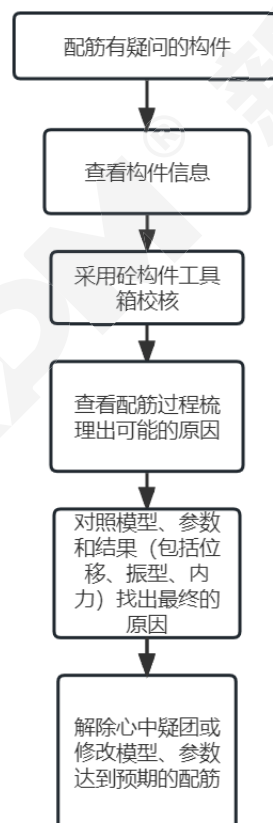 配筋有疑问的构件
查看构件信息
采用砼构件工具
箱校核
查看配筋过程梳
理出可能的原因
对照模型、参数
和结果（包括位
移、振型、内
力）找出最终的
原因
解除心中疑团或
修改模型、参数
达到预期的配筋